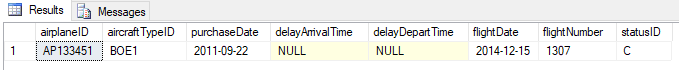 Results Messages
airplaneID aircraftTypeID purchaseDate delayArrivalTime delayDepartTime flightDate flightNumber statusID
1 AP133451 BOE1 2011-09-22 NULL NULL 2014-12-15 1307 C